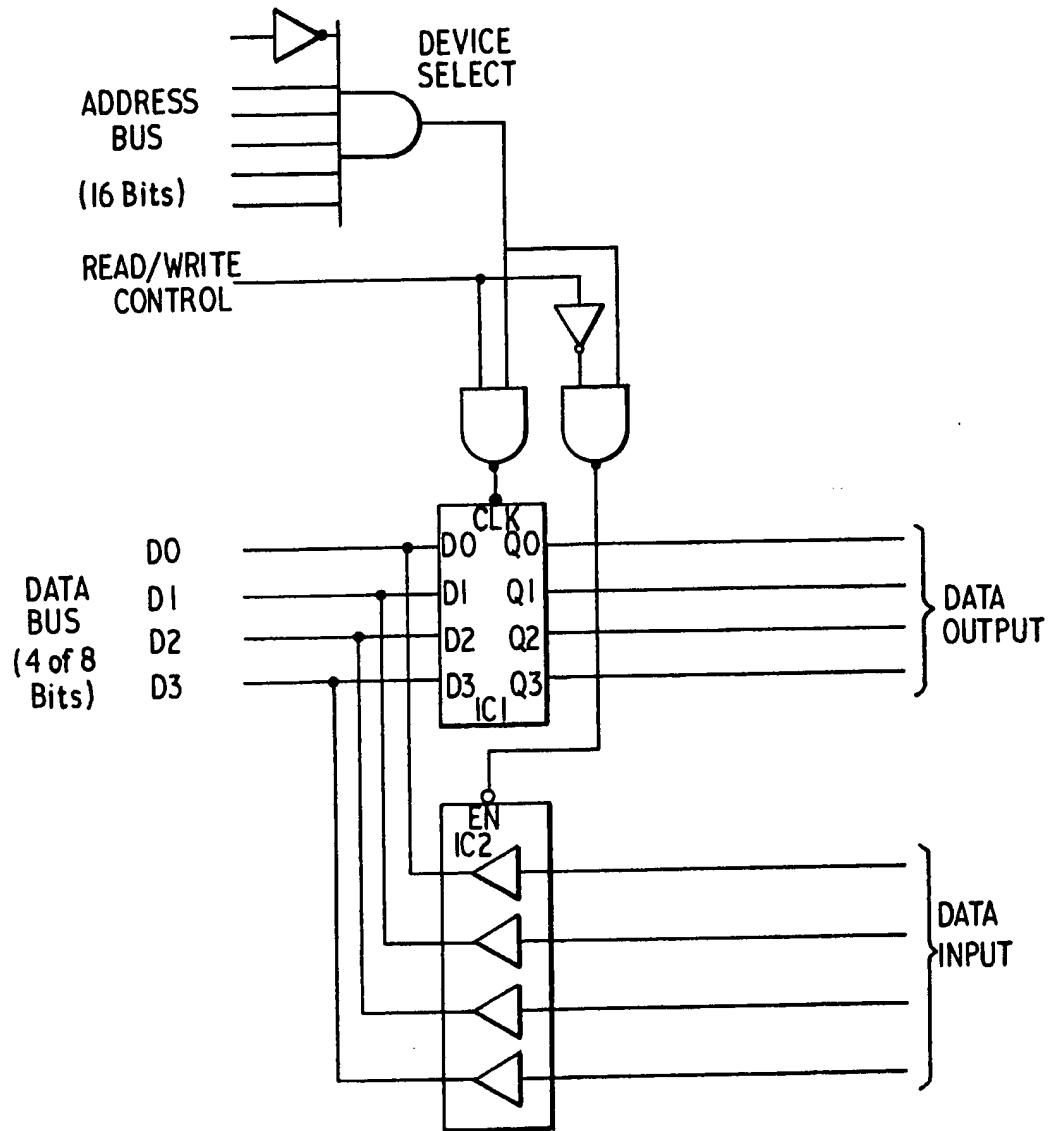 DEVICE
SELECT
ADDRESS
BUS
(16 Bits)
READ/WRITE
CONTROL
CLK
D0
D0
Q0
DATA
BUS
(4 of 8
Bits)
D1
D1
Q1
D2
D2
Q2
D3
D3
Q3
IC1
DATA
OUTPUT
EN
IC2
DATA
INPUT